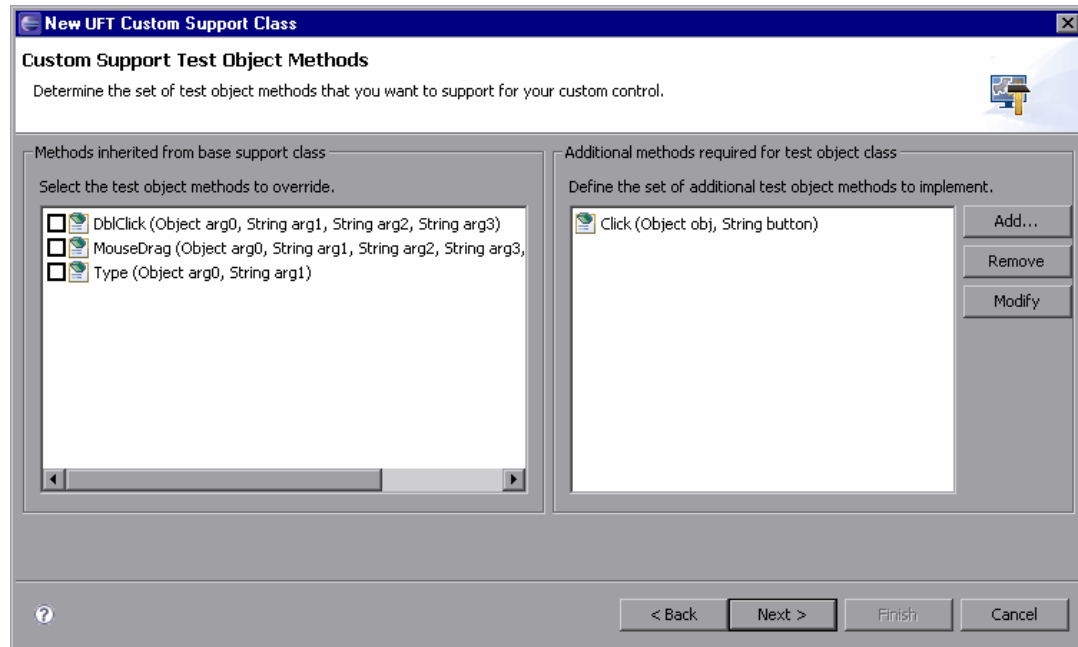 New UFT Custom Support Class
Custom Support Test Object Methods
Determine the set of test object methods that you want to support for your custom control.
Methods inherited from base support class
Select the test object methods to override.
DblClick (Object arg0, String arg1, String arg2, String arg3)
MouseDrag (Object arg0, String arg1, String arg2, String arg3,
Type (Object arg0, String arg1)
Additional methods required for test object class
Define the set of additional test object methods to implement.
Click (Object obj, String button)
Add...
Remove
Modify
?
< Back
Next >
Finish
Cancel